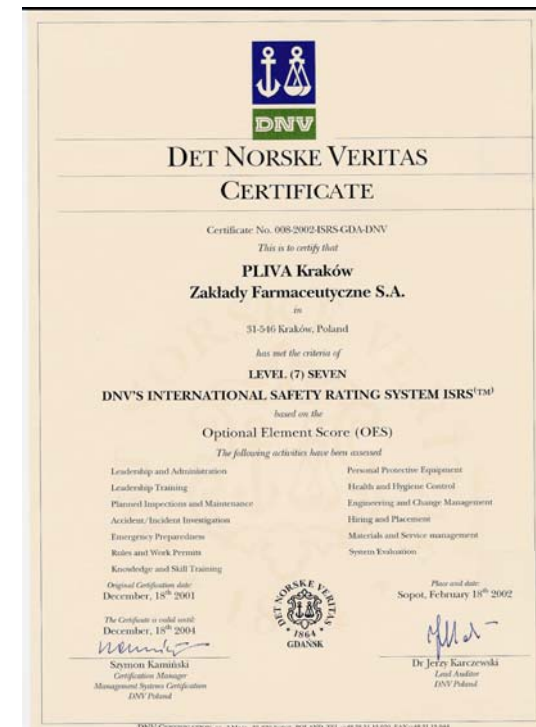 DNV
DET NORSKE VERITAS
CERTIFICATE
Certificate No. 008-2002-ISRS-GDA-DNV
This is to certify that
PLIVA Kraków
Zakłady Farmaceutyczne S.A.
in
31-546 Kraków, Poland
has met the criteria of
LEVEL (7) SEVEN
DNV'S INTERNATIONAL SAFETY RATING SYSTEM ISRS(TM)
based on the
Optional Element Score (OES)
The following activities have been assessed
Leadership and Administration
Leadership Training
Planned Inspections and Maintenance
Accident/Incident Investigation
Emergency Preparedness
Rules and Work Permits
Knowledge and Skill Training
Personal Protective Equipment
Health and Hygiene Control
Engineering and Change Management
Hiring and Placement
Materials and Service management
System Evaluation
Original Certification date:
December, 18th 2001
The Certificate is valid until:
December, 18th 2004
Szymon Kamiński
Certification Manager
Management Systems Certification
DNV Poland
DET NORSKE VERITAS
1864
GDAŃSK
Place and date:
Sopot, February 18th 2002
Dr Jerzy Karczewski
Lead Auditor
DNV Poland